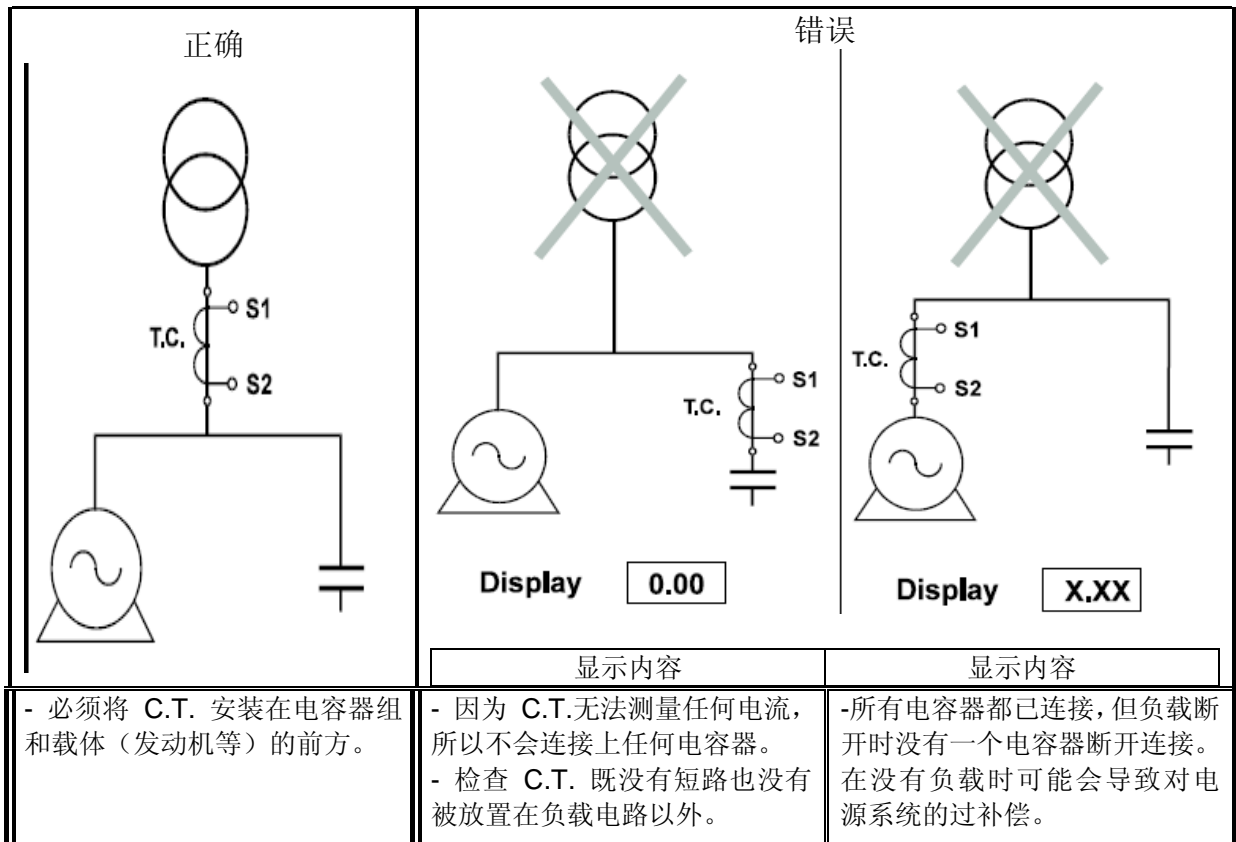 正确
错误
S1
T.C.
S2
S1
T.C.
S2
S1
T.C.
S2
Display 0.00
Display X.XX
显示内容
显示内容
- 必须将 C.T. 安装在电容器组
和载体（发动机等）的前方。
- 因为 C.T.无法测量任何电流，
所以不会连接上任何电容器。
- 检查 C.T. 既没有短路也没有
被放置在负载电路以外。
-所有电容器都已连接，但负载断
开时没有一个电容器断开连接。
在没有负载时可能会导致对电
源系统的过补偿。